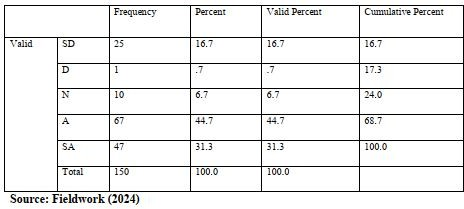 Frequency Percent Valid Percent Cumulative Percent
Valid SD 25 16.7 16.7 16.7
D 1 .7 .7 17.3
N 10 6.7 6.7 24.0
A 67 44.7 44.7 68.7
SA 47 31.3 31.3 100.0
Total 150 100.0 100.0
Source: Fieldwork (2024)